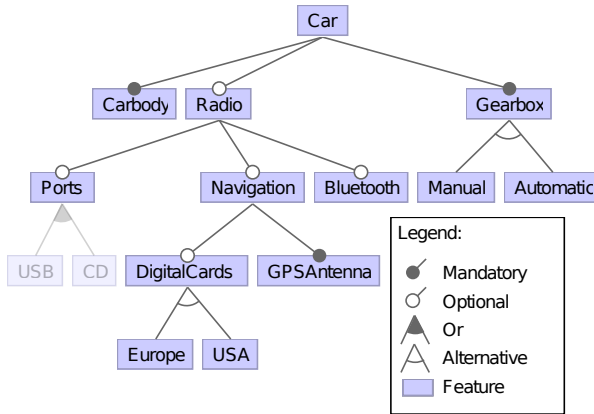 Car
Carbody Radio Gearbox
Ports Navigation Bluetooth Manual Automatic
USB CD DigitalCards GPSAntenna
Europe USA
Legend:
Mandatory
Optional
Or
Alternative
Feature